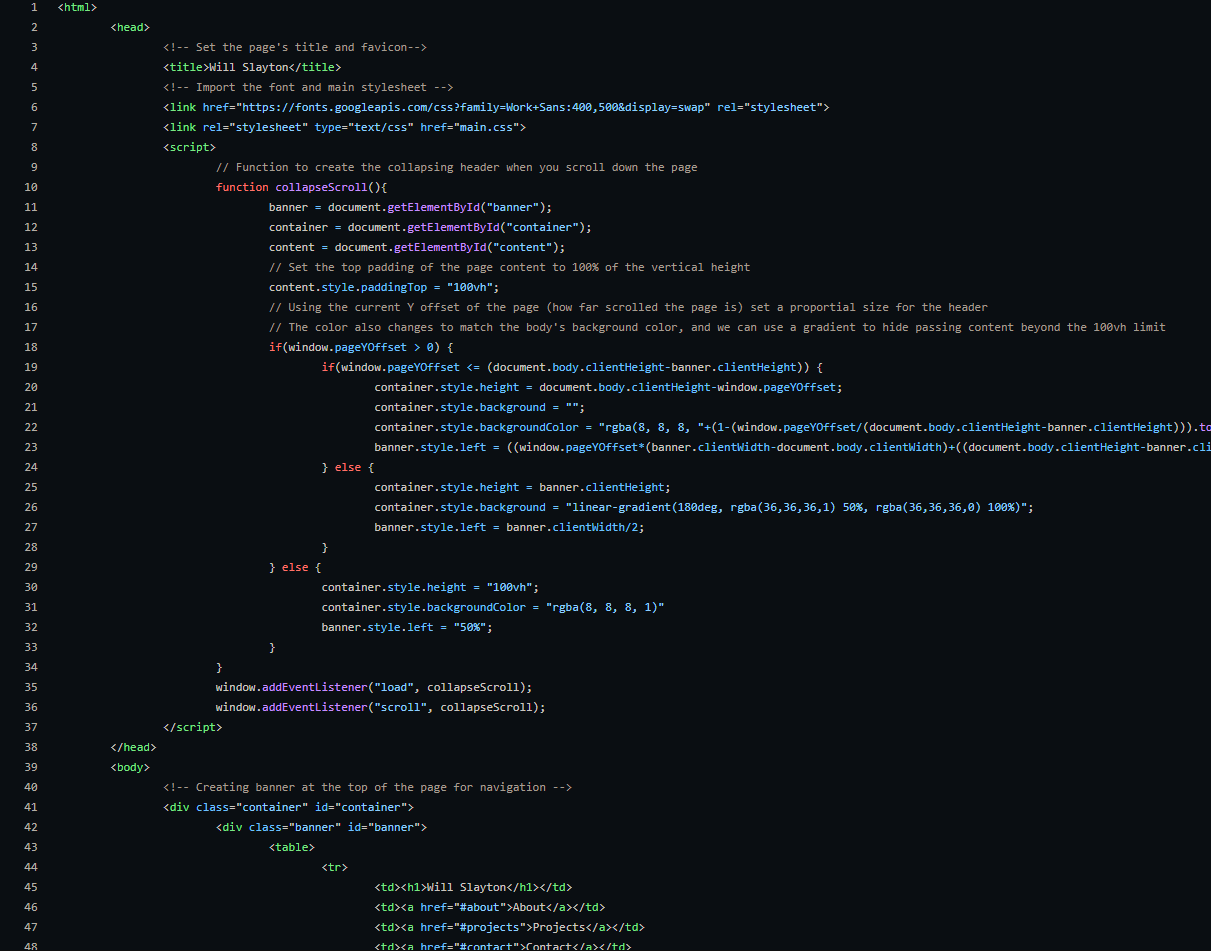 1 <html>
2 <head>
3 <!-- Set the page's title and favicon-->
4 <title>Will Slayton</title>
5 <!-- Import the font and main stylesheet -->
6 <link href="https://fonts.googleapis.com/css?family=Work+Sans:400,500&display=swap" rel="stylesheet">
7 <link rel="stylesheet" type="text/css" href="main.css">
8 <script>
9 // Function to create the collapsing header when you scroll down the page
10 function collapseScroll(){
11 banner = document.getElementById("banner");
12 container = document.getElementById("container");
13 content = document.getElementById("content");
14 // Set the top padding of the page content to 100% of the vertical height
15 content.style.paddingTop = "100vh";
16 // Using the current Y offset of the page (how far scrolled the page is) set a proportial size for the header
17 // The color also changes to match the body's background color, and we can use a gradient to hide passing content beyond the 100vh limit
18 if(window.pageYOffset > 0) {
19 if(window.pageYOffset <= (document.body.clientHeight-banner.clientHeight)) {
20 container.style.height = document.body.clientHeight-window.pageYOffset;
21 container.style.background = "";
22 container.style.backgroundColor = "rgba(8, 8, 8, "+(1-(window.pageYOffset/(document.body.clientHeight-banner.clientHeight))).to
23 banner.style.left = ((window.pageYOffset*(banner.clientWidth-document.body.clientWidth)+((document.body.clientHeight-banner.cli
24 } else {
25 container.style.height = banner.clientHeight;
26 container.style.background = "linear-gradient(180deg, rgba(36,36,36,1) 50%, rgba(36,36,36,0) 100%)";
27 banner.style.left = banner.clientWidth/2;
28 }
29 } else {
30 container.style.height = "100vh";
31 container.style.backgroundColor = "rgba(8, 8, 8, 1)"
32 banner.style.left = "50%";
33 }
34 }
35 window.addEventListener("load", collapseScroll);
36 window.addEventListener("scroll", collapseScroll);
37 </script>
38 </head>
39 <body>
40 <!-- Creating banner at the top of the page for navigation -->
41 <div class="container" id="container">
42 <div class="banner" id="banner">
43 <table>
44 <tr>
45 <td><h1>Will Slayton</h1></td>
46 <td><a href="#about">About</a></td>
47 <td><a href="#projects">Projects</a></td>
48 <td><a href="#contact">Contact</a></td>